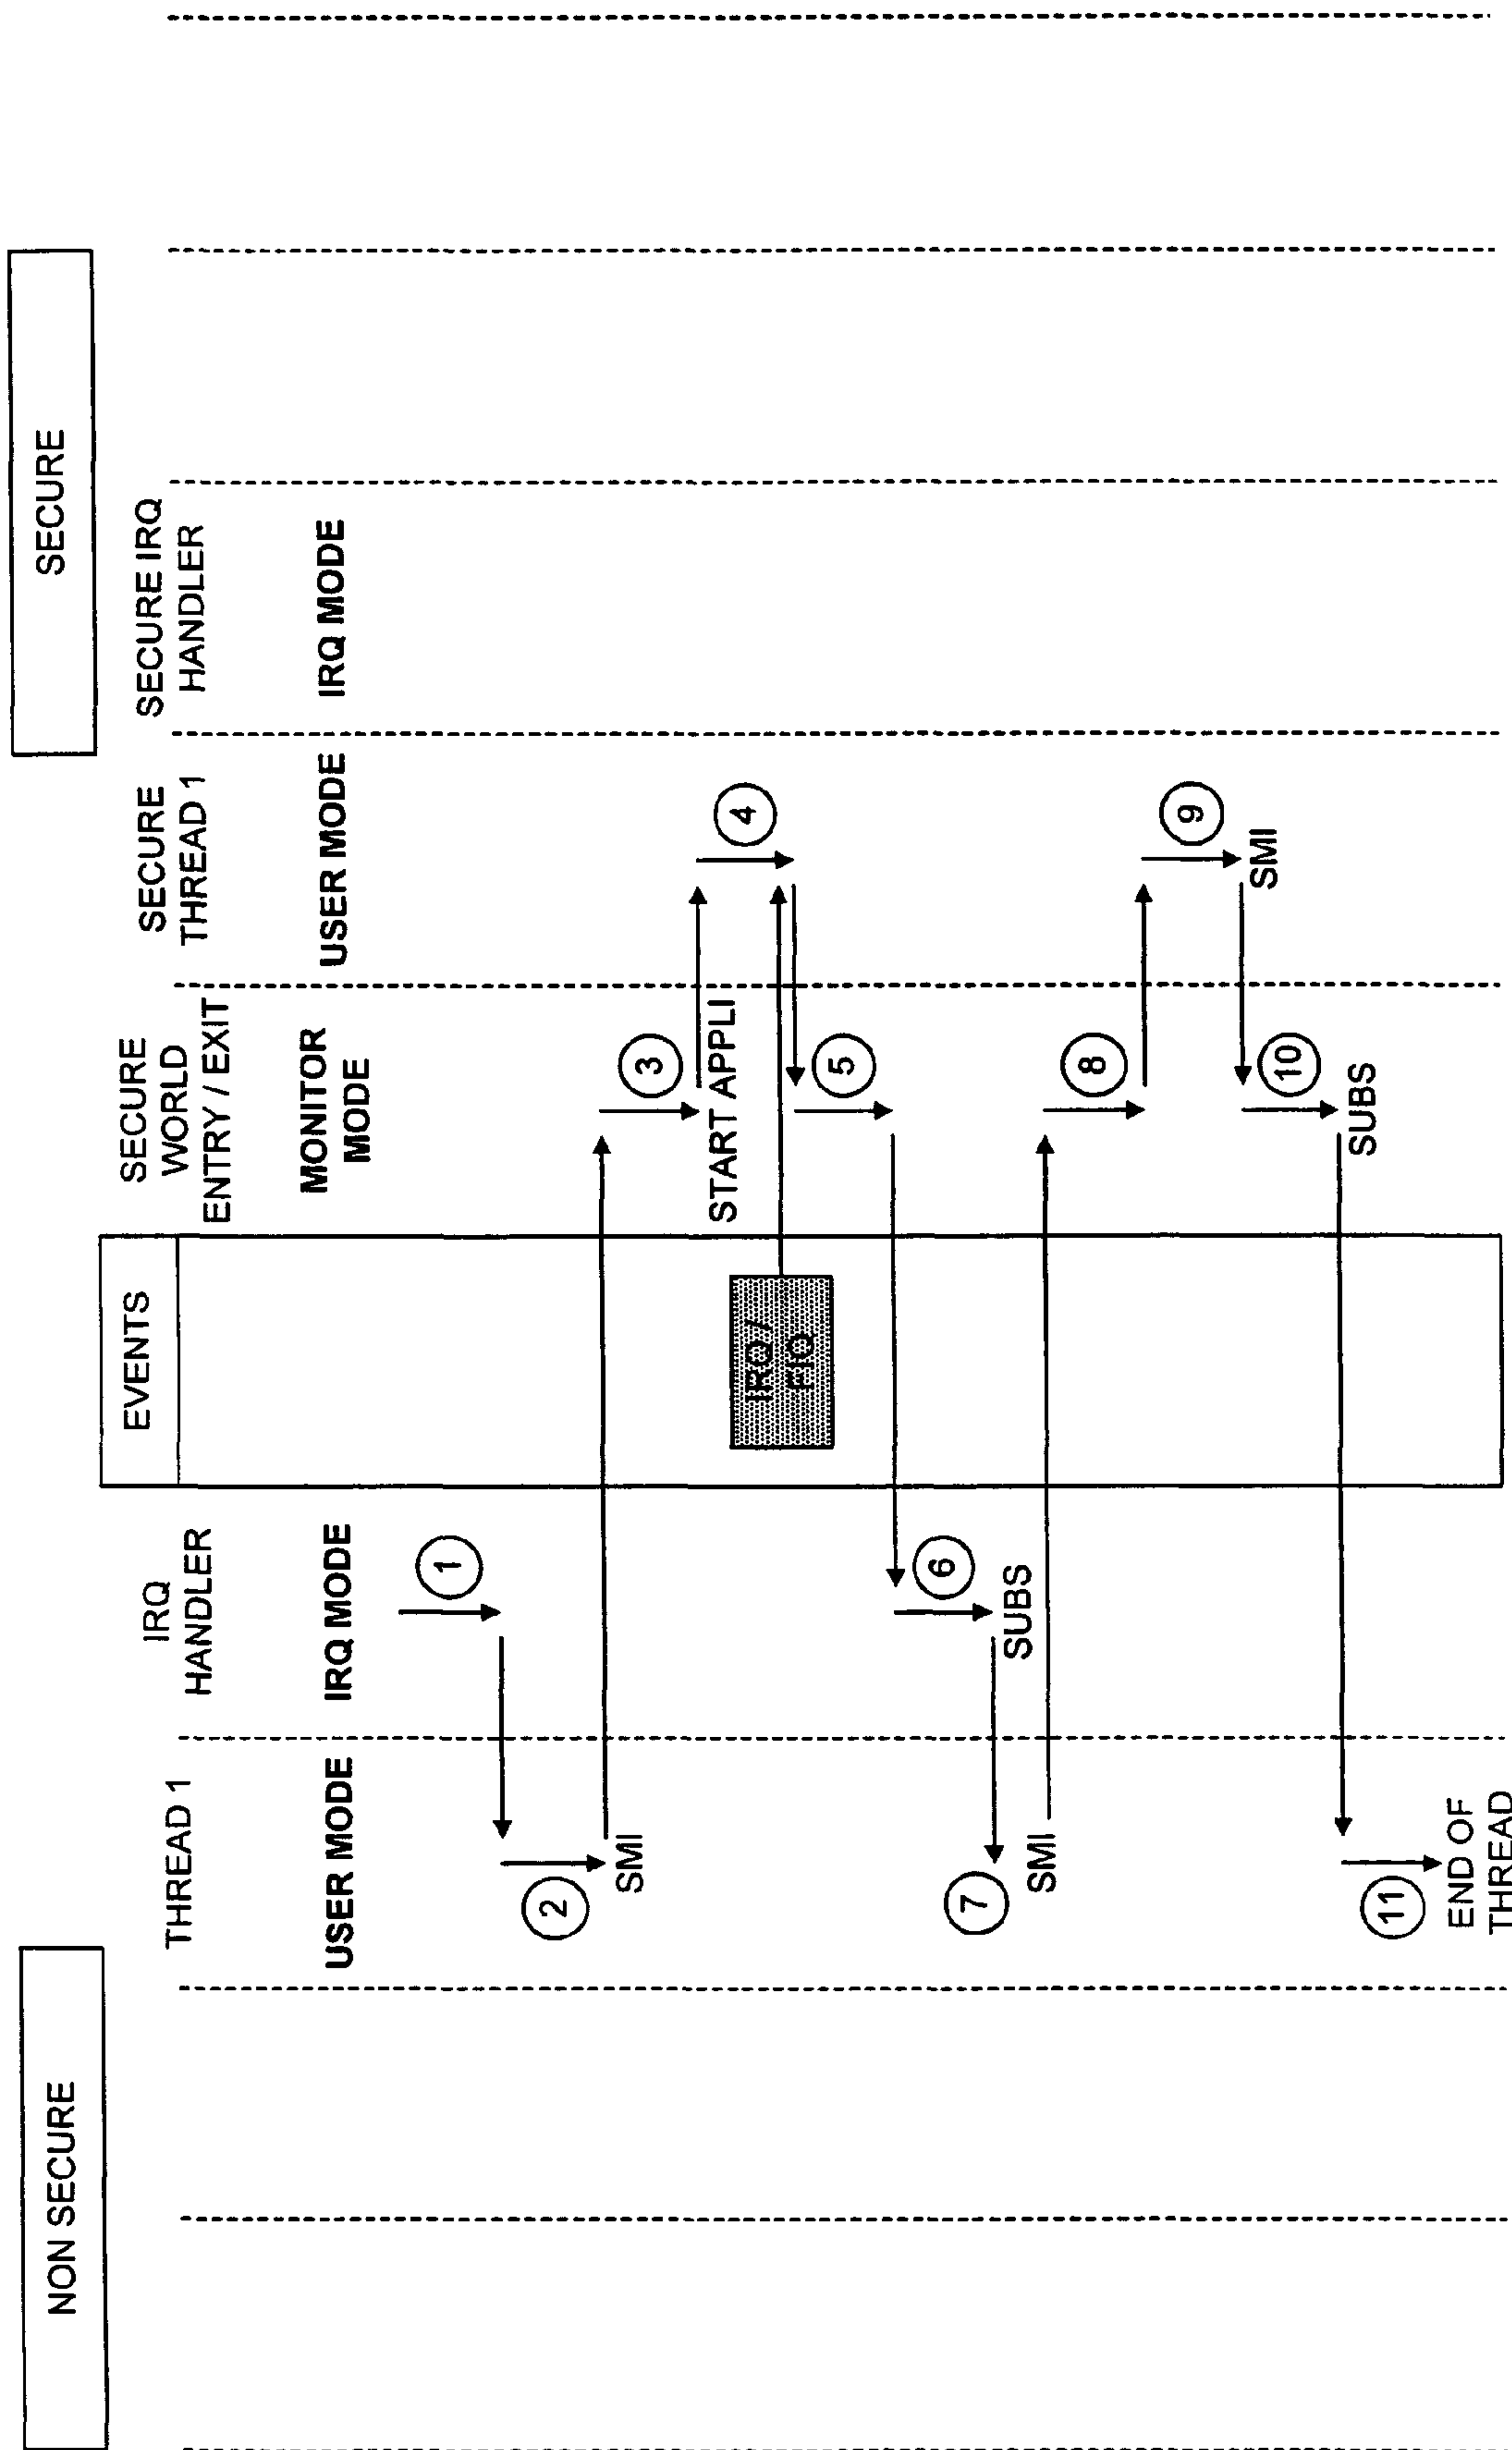 NON SECURE
SECURE
THREAD 1
USER MODE
IRQ
HANDLER
IRQ MODE
EVENTS
SECURE
WORLD
ENTRY / EXIT
MONITOR
MODE
SECURE
THREAD 1
USER MODE
SECURE IRQ
HANDLER
IRQ MODE
1
2
SMI
3
START APPLI
4
IRQ /
FIQ
5
6
SUBS
7
SMI
8
9
SMI
10
SUBS
11
END OF
THREAD